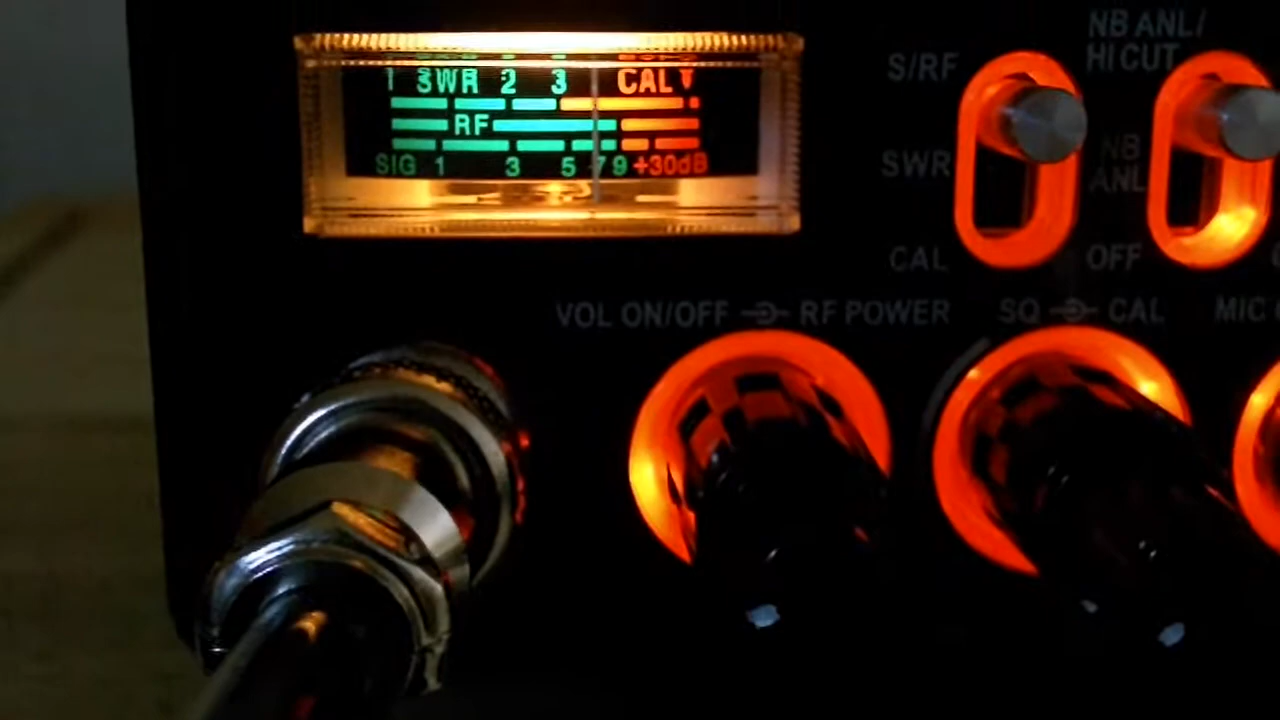 1 SWR 2 3 CAL
RF
SIG 1 3 5 7 9 +30dB
S/RF
SWR
CAL
NB ANL/
HI CUT
NB
ANL
OFF
VOL ON/OFF RF POWER
SQ CAL
MIC